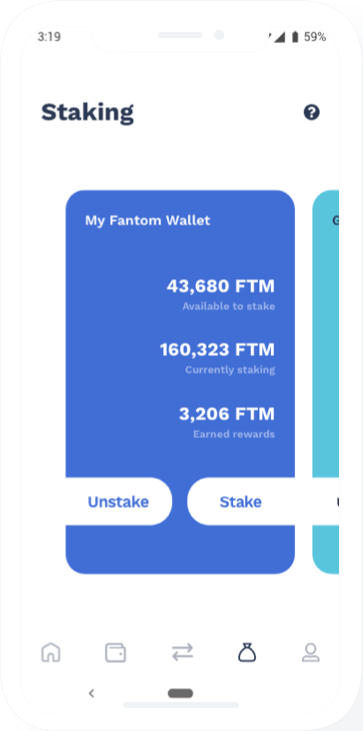 3:19 59%
Staking
My Fantom Wallet
43,680 FTM
Available to stake
160,323 FTM
Currently staking
3,206 FTM
Earned rewards
Unstake Stake